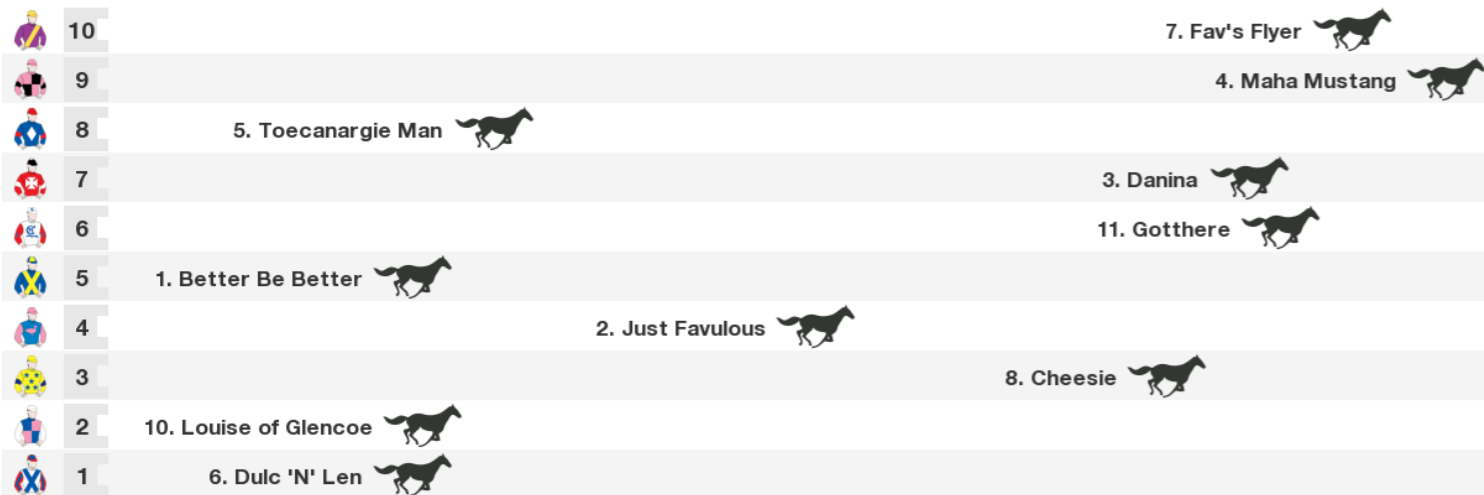 10 7. Fav's Flyer
9 4. Maha Mustang
8 5. Toecanargie Man
7 3. Danina
6 11. Gotthere
5 1. Better Be Better
4 2. Just Favulous
3 8. Cheesie
2 10. Louise of Glencoe
1 6. Dulc 'N' Len